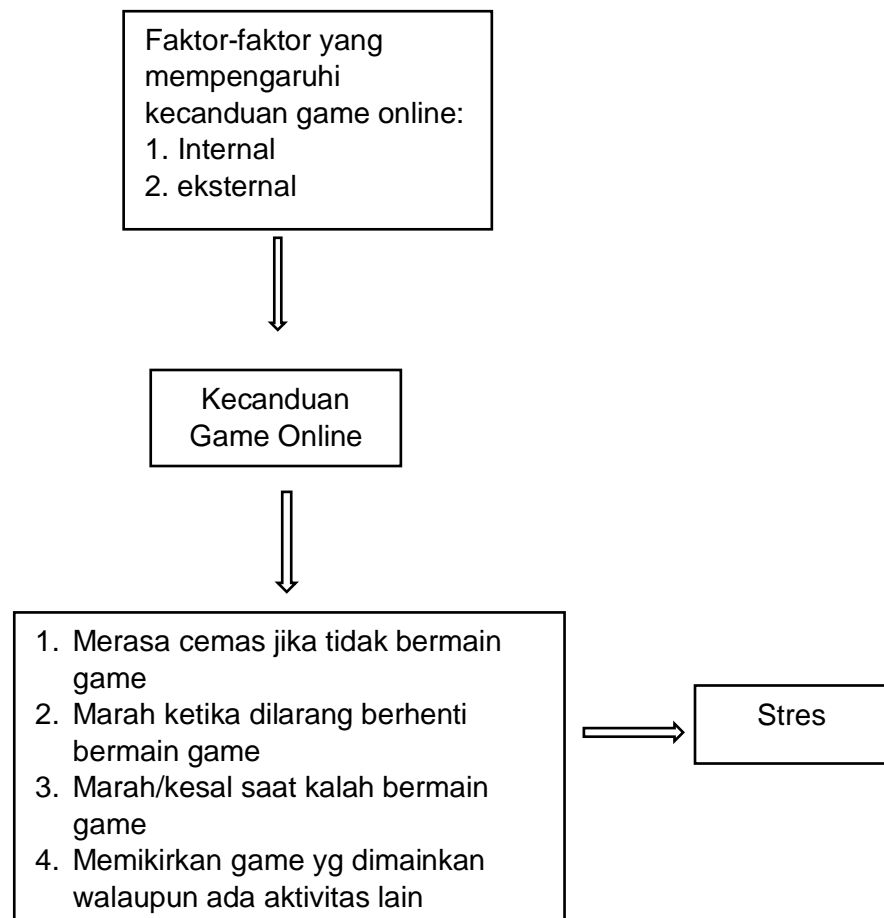 Faktor-faktor yang
mempengaruhi
kecanduan game online:
1. Internal
2. eksternal
Kecanduan
Game Online
1. Merasa cemas jika tidak bermain
game
2. Marah ketika dilarang berhenti
bermain game
3. Marah/kesal saat kalah bermain
game
4. Memikirkan game yg dimainkan
walaupun ada aktivitas lain
Stres